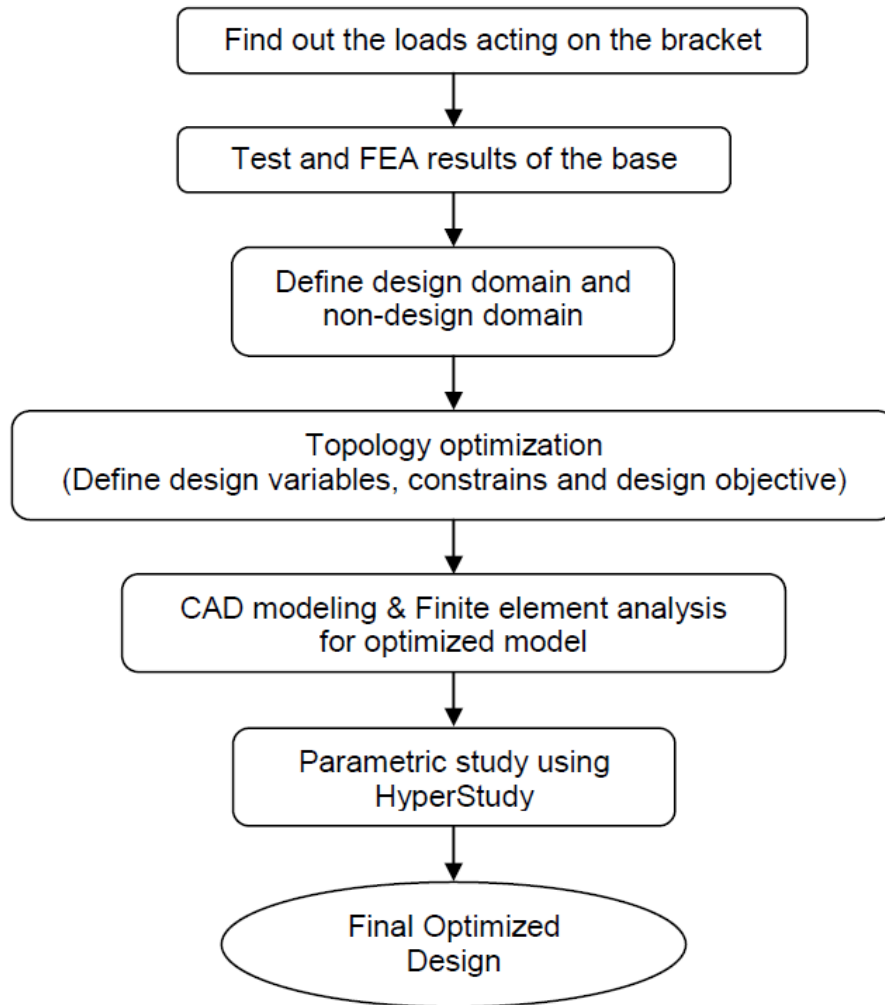 Find out the loads acting on the bracket
Test and FEA results of the base
Define design domain and
non-design domain
Topology optimization
(Define design variables, constrains and design objective)
CAD modeling & Finite element analysis
for optimized model
Parametric study using
HyperStudy
Final Optimized
Design